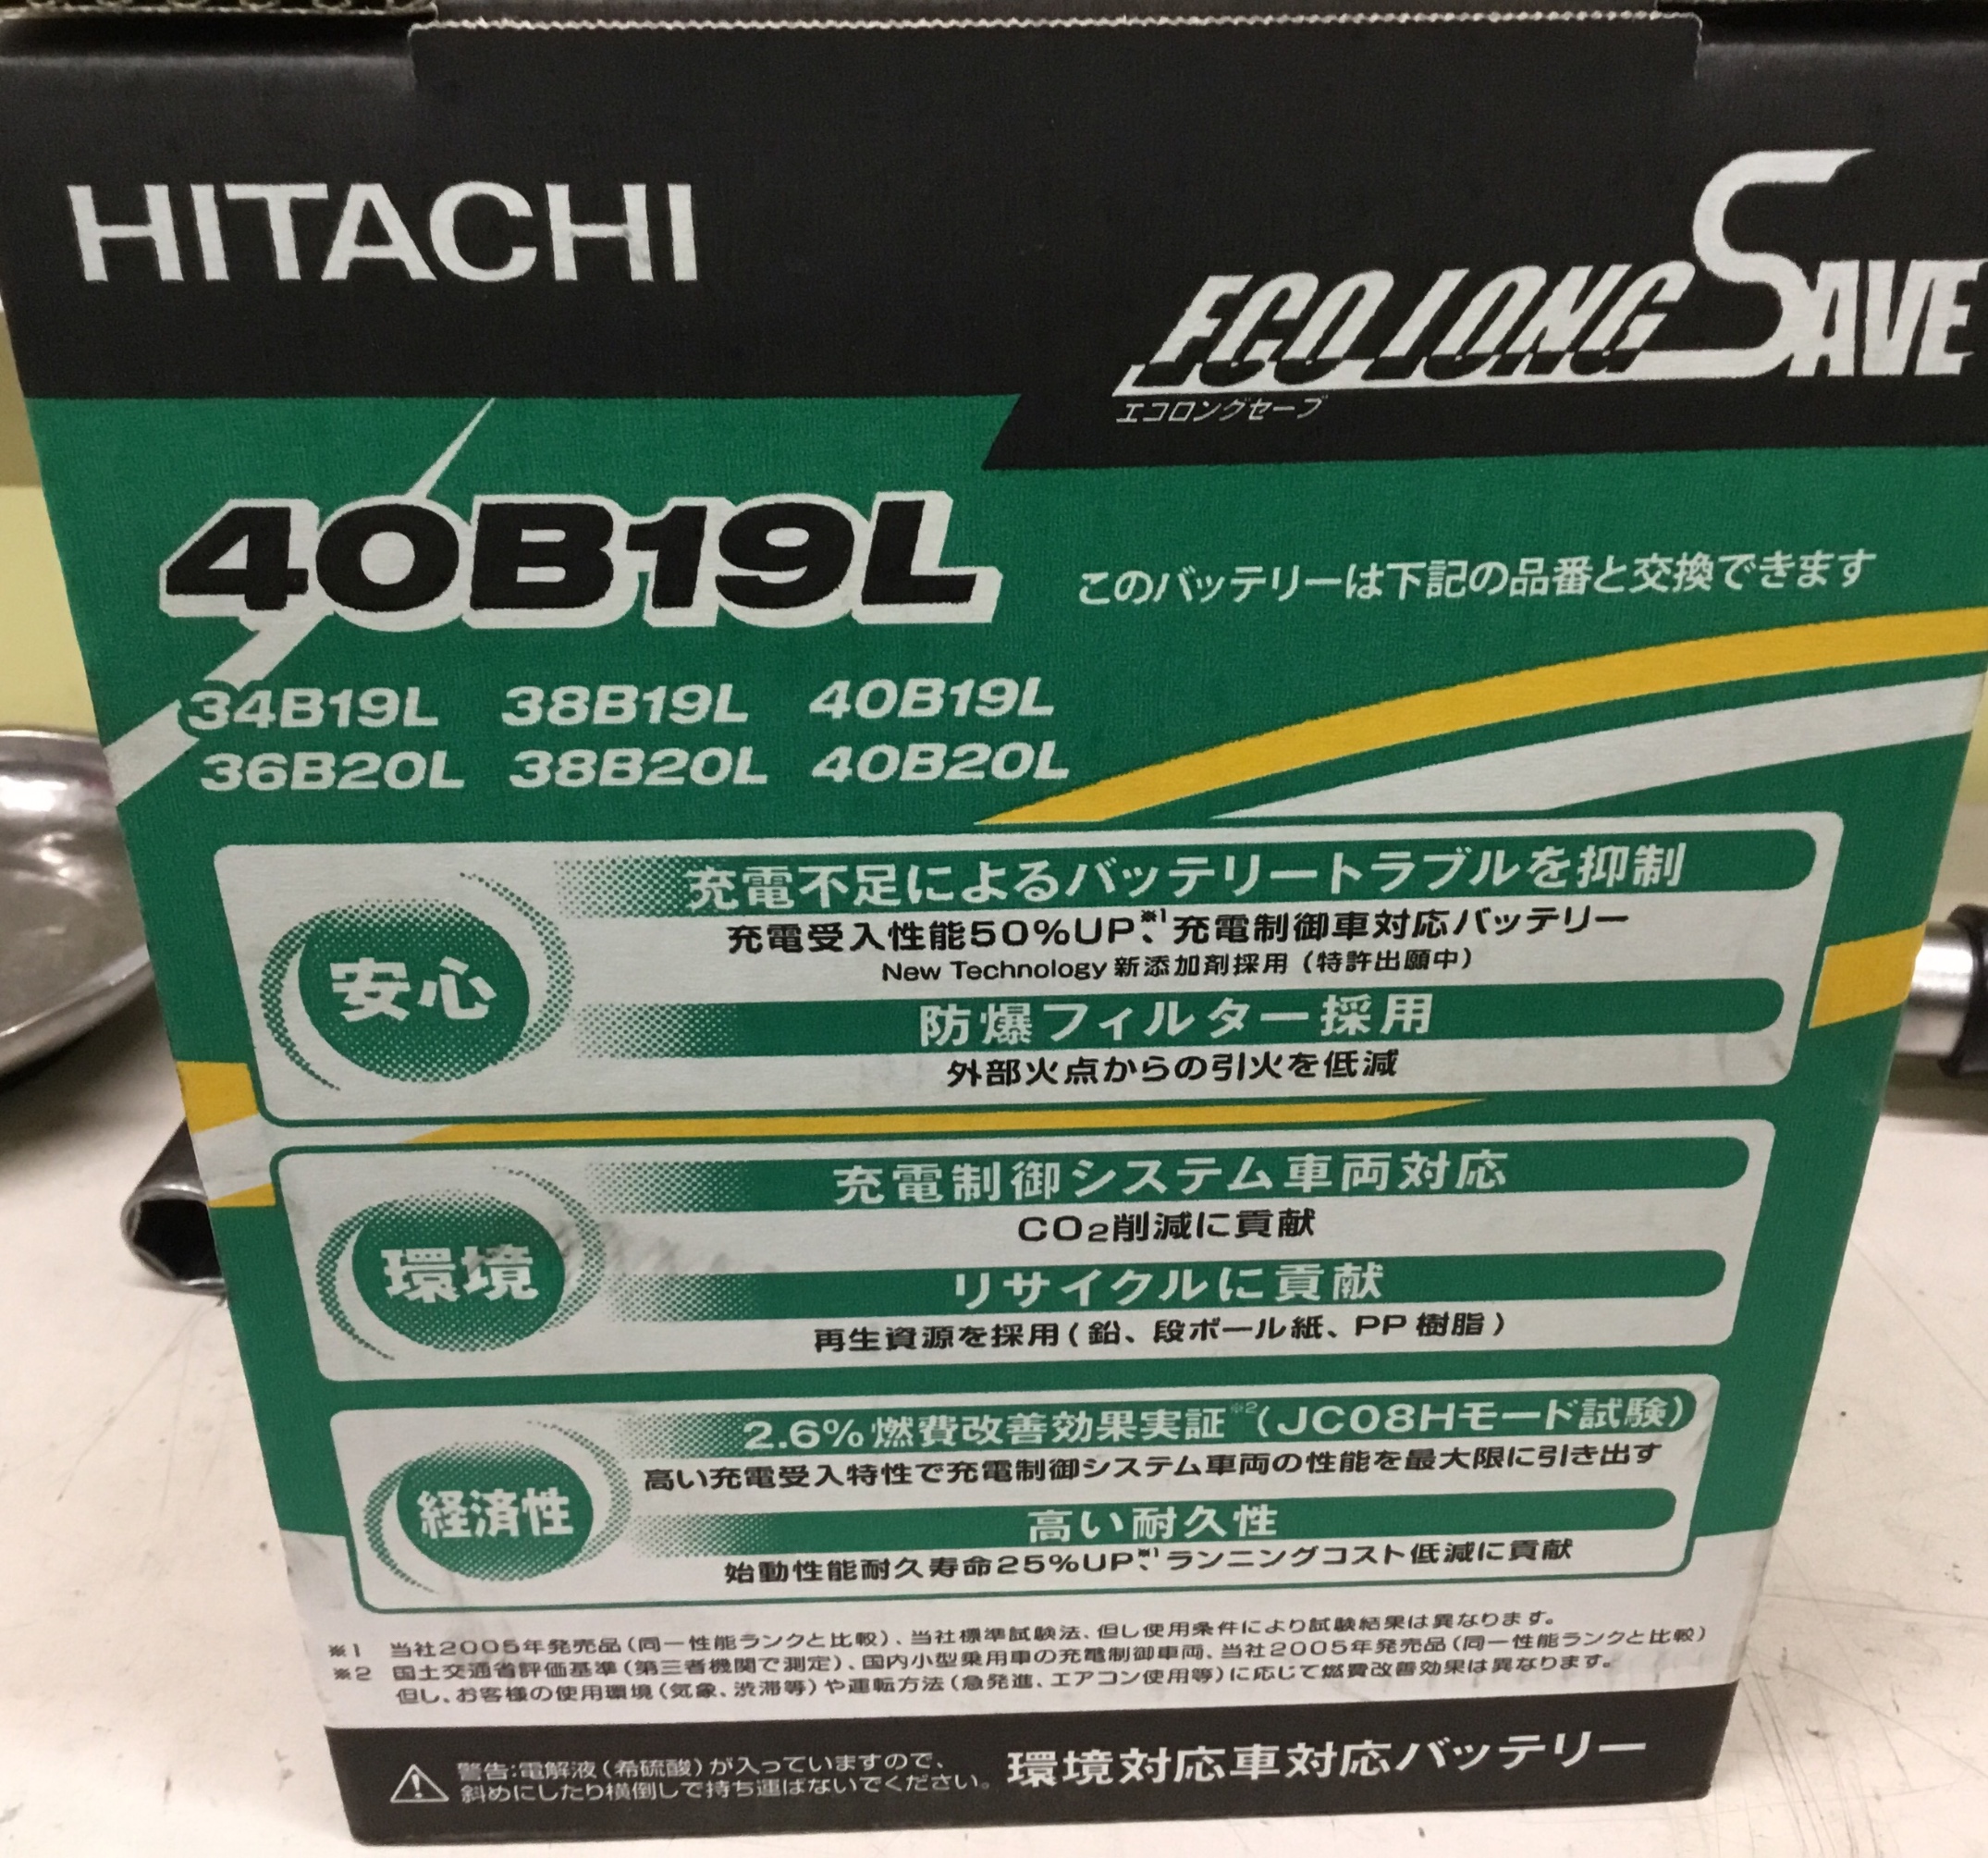 HITACHI
ECO LONG SAVE
エコロングセーブ
40B19L
このバッテリーは下記の品番と交換できます
34B19L 38B19L 40B19L
36B20L 38B20L 40B20L
安心
充電不足によるバッテリートラブルを抑制
充電受入性能50%UP※1、充電制御車対応バッテリー
New Technology 新添加剤採用（特許出願中）
防爆フィルター採用
外部火点からの引火を低減
環境
充電制御システム車両対応
CO2削減に貢献
リサイクルに貢献
再生資源を採用（鉛、段ボール紙、PP樹脂）
経済性
2.6%燃費改善効果実証※2（JC08Hモード試験）
高い充電受入特性で充電制御システム車両の性能を最大限に引き出す
高い耐久性
始動性能耐久寿命25%UP※1、ランニングコスト低減に貢献
※1 当社2005年発売品（同一性能ランクと比較）、当社標準試験法、但し使用条件により試験結果は異なります。
※2 国土交通省評価基準（第三者機関で測定）、国内小型乗用車の充電制御車両、当社2005年発売品（同一性能ランクと比較）
但し、お客様の使用環境（気象、渋滞等）や運転方法（急発進、エアコン使用等）に応じて燃費改善効果は異なります。
警告：電解液（希硫酸）が入っていますので、
斜めにしたり横倒しで持ち運ばないでください。
環境対応車対応バッテリー